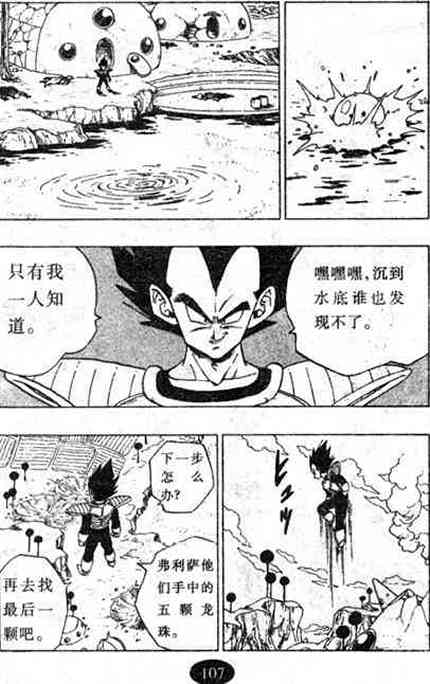 嘿嘿嘿,沉到
水底谁也发
现不了。
只有我
一人知
道。
ヒュッ
下一步
怎么
办?
弗利萨他
们手中的
五颗龙
珠。
再去找
最后一
颗吧。
107